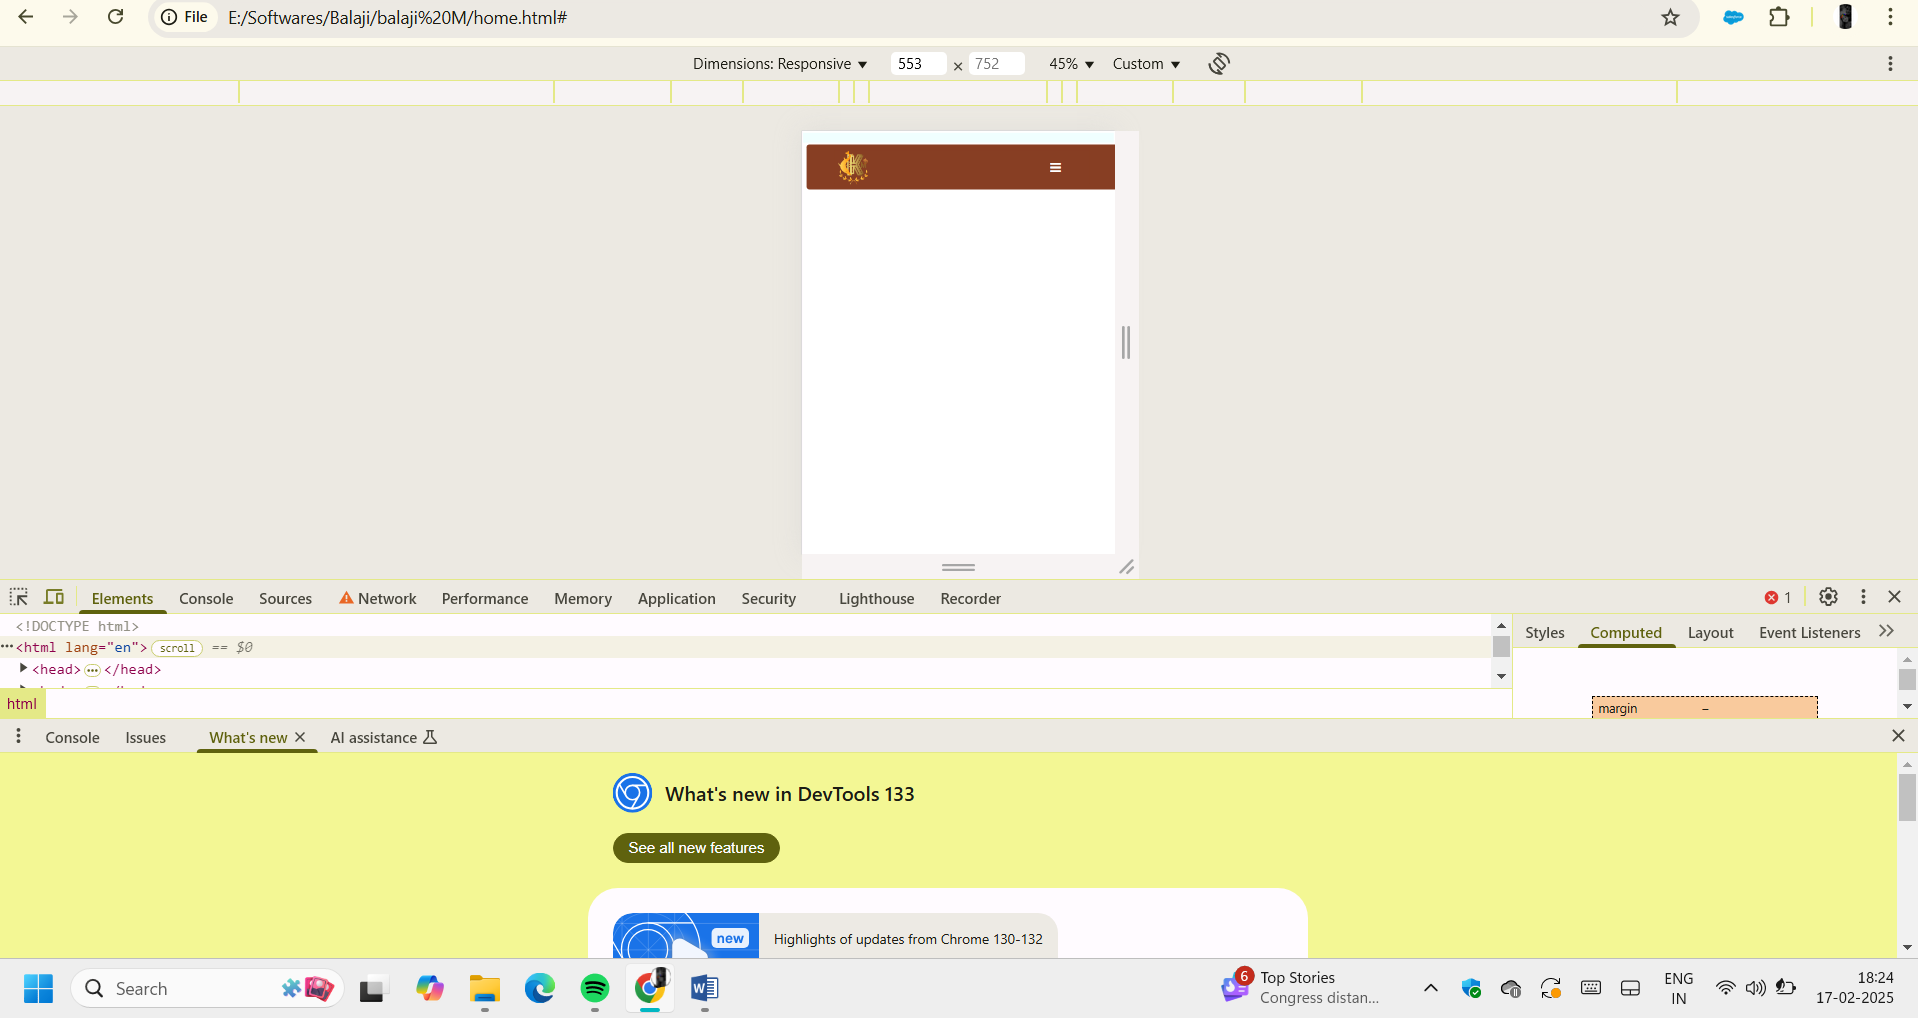 File E:/Softwares/Balaji/balaji%20M/home.html#
Dimensions: Responsive 553 × 752 45% Custom
Elements Console Sources Network Performance Memory Application Security Lighthouse Recorder 1
<!DOCTYPE html>
<html lang="en"> scroll == $0
<head> ••• </head>
html
Styles Computed Layout Event Listeners
margin –
Console Issues What's new AI assistance
What's new in DevTools 133
See all new features
new Highlights of updates from Chrome 130-132
Search
6 Top Stories
Congress distan...
ENG
IN
18:24
17-02-2025